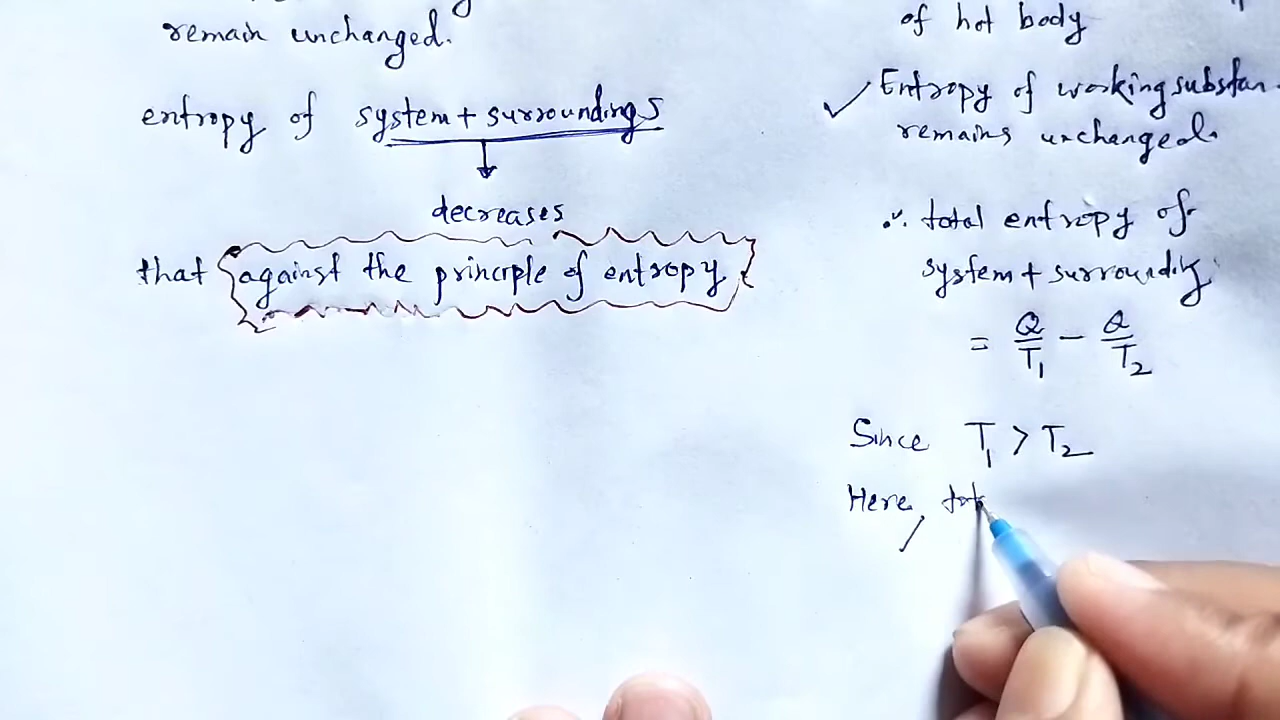 remain unchanged.
entropy of system + surroundings
decreases
that against the principle of entropy
of hot body
✓ Entropy of working substan
remains unchanged.
∴ total entropy of
system + surrounding
= Q/T₁ - Q/T₂
Since T₁ > T₂
Here, tot